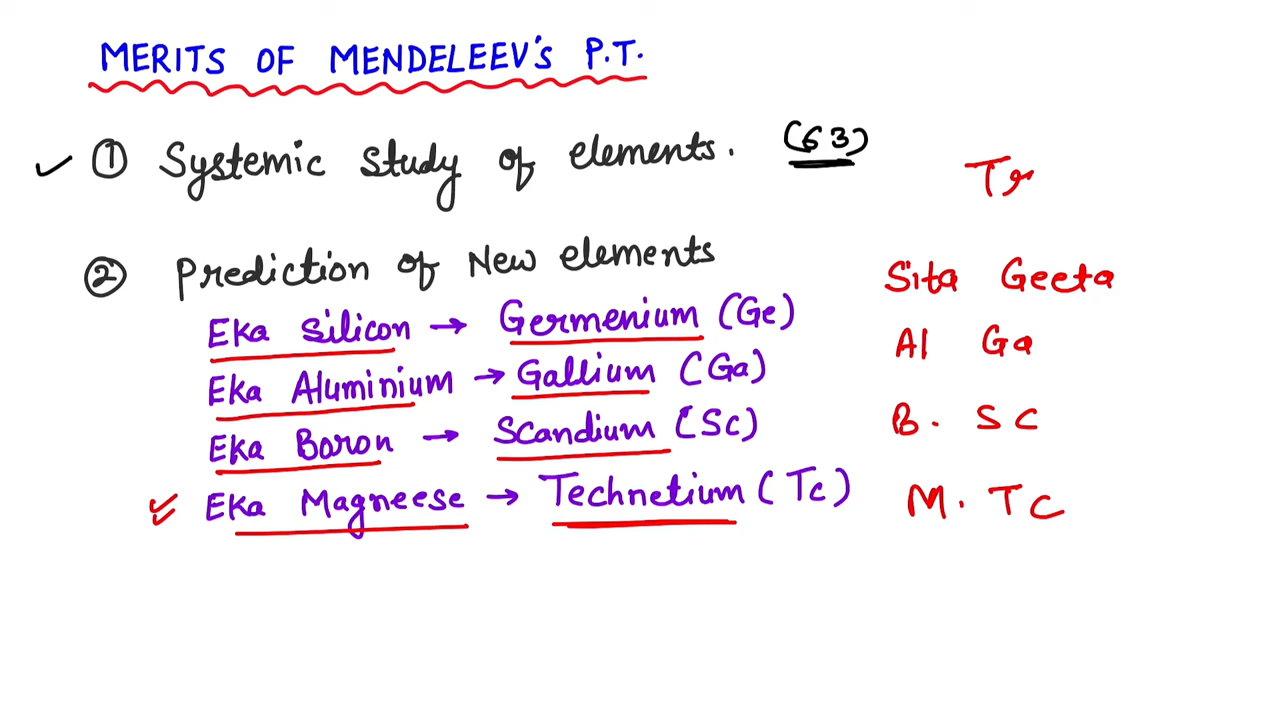 MERITS OF MENDELEEV'S P.T.
① Systemic study of elements. (63)
Tr
② Prediction of New elements
Sita Geeta
Eka Silicon → Germenium (Ge)
Al Ga
Eka Aluminium → Gallium (Ga)
B. SC
Eka Boron → Scandium (Sc)
M. TC
Eka Magneese → Technetium (Tc)